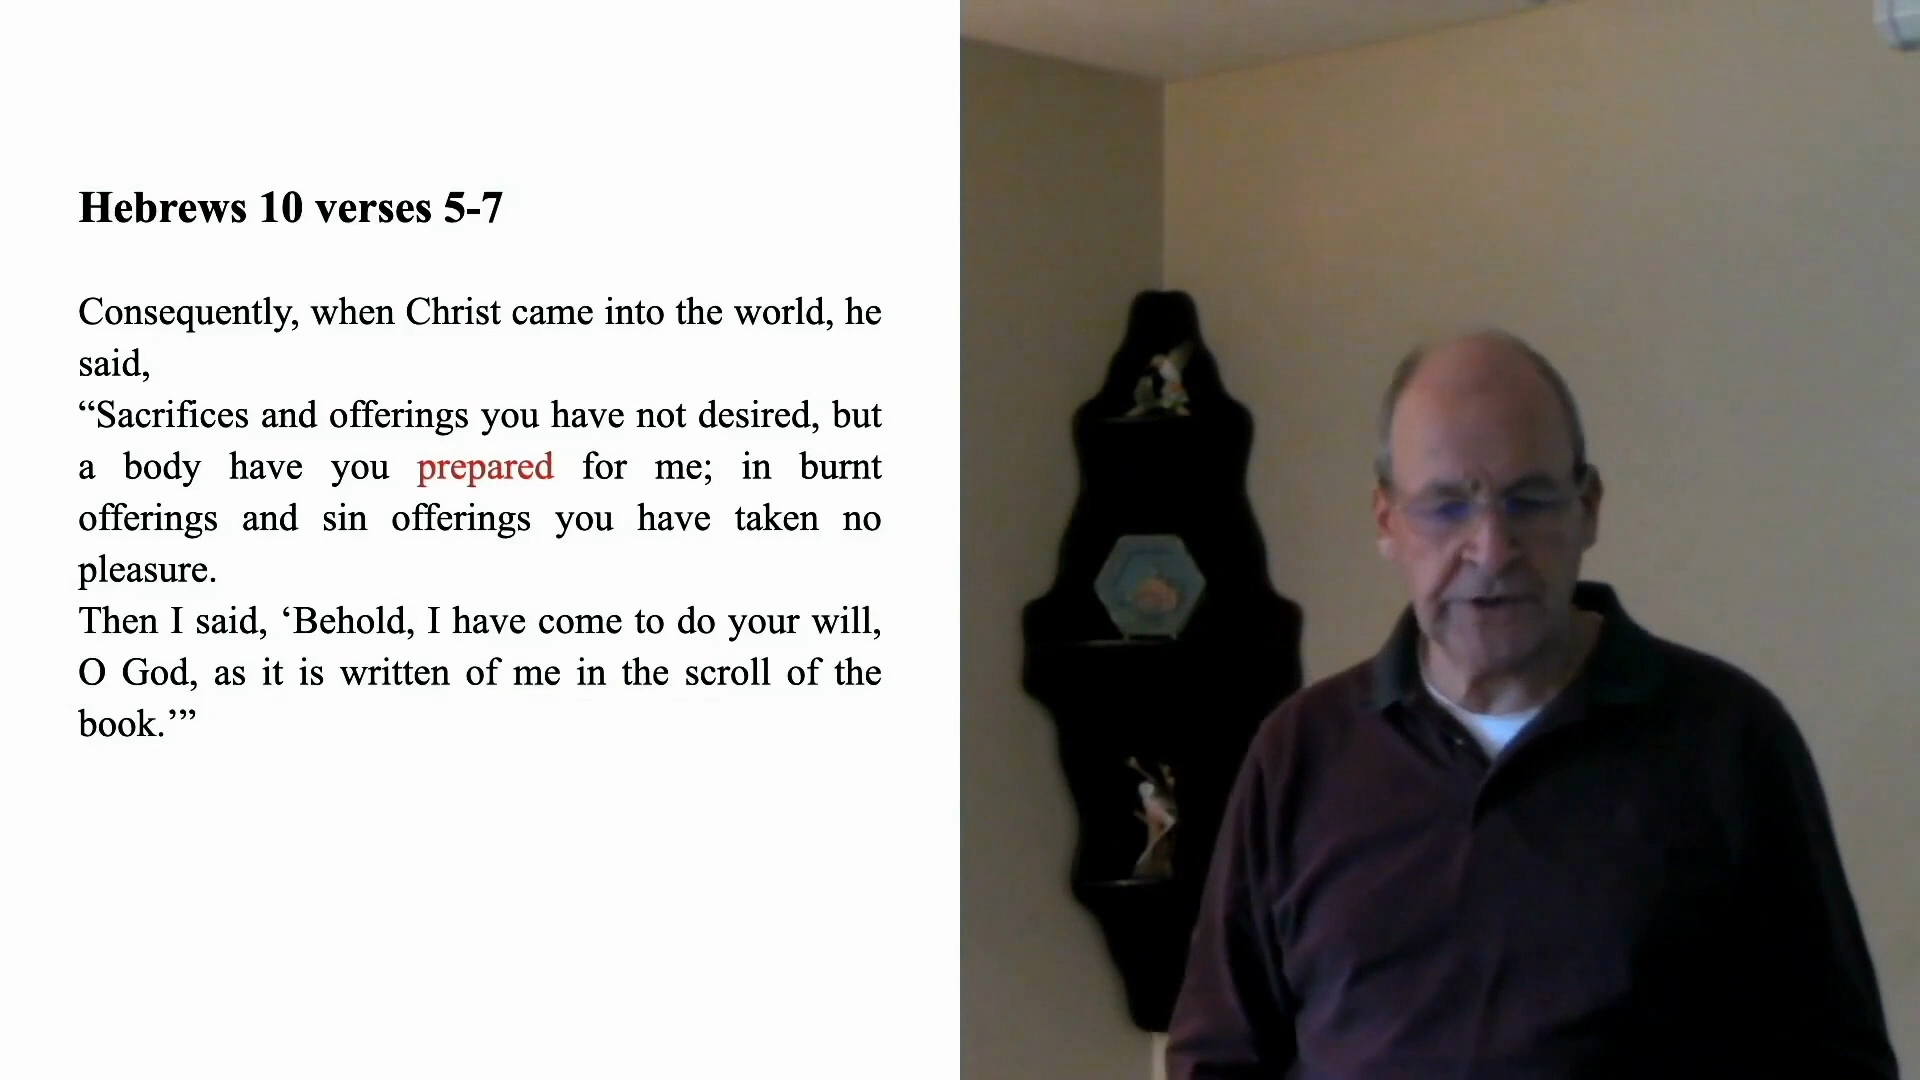 Hebrews 10 verses 5-7
Consequently, when Christ came into the world, he
said,
“Sacrifices and offerings you have not desired, but
a body have you prepared for me; in burnt
offerings and sin offerings you have taken no
pleasure.
Then I said, ‘Behold, I have come to do your will,
O God, as it is written of me in the scroll of the
book.’”